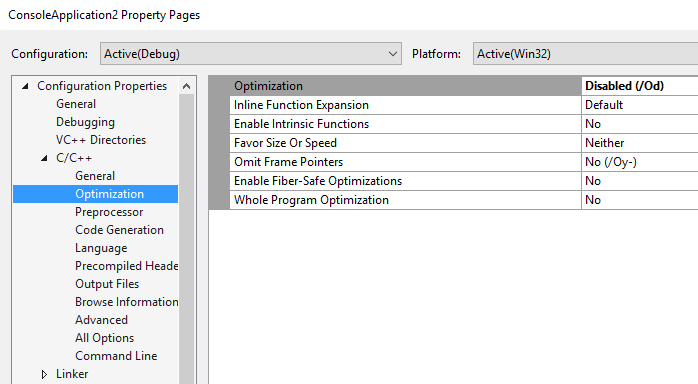 ConsoleApplication2 Property Pages
Configuration: Active(Debug) Platform: Active(Win32)
Configuration Properties
General
Debugging
VC++ Directories
C/C++
General
Optimization
Preprocessor
Code Generation
Language
Precompiled Heade
Output Files
Browse Information
Advanced
All Options
Command Line
Linker
Optimization Disabled (/Od)
Inline Function Expansion Default
Enable Intrinsic Functions No
Favor Size Or Speed Neither
Omit Frame Pointers No (/Oy-)
Enable Fiber-Safe Optimizations No
Whole Program Optimization No